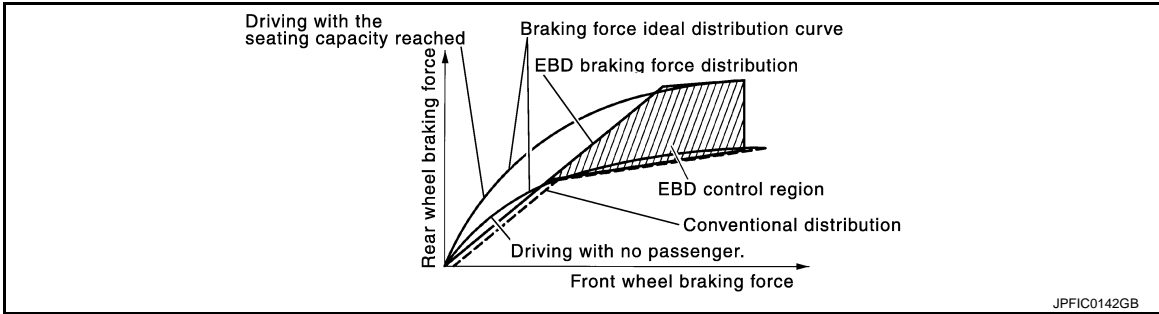 Driving with the
seating capacity reached
Braking force ideal distribution curve
EBD braking force distribution
Rear wheel braking force
EBD control region
Conventional distribution
Driving with no passenger.
Front wheel braking force
JPFIC0142GB